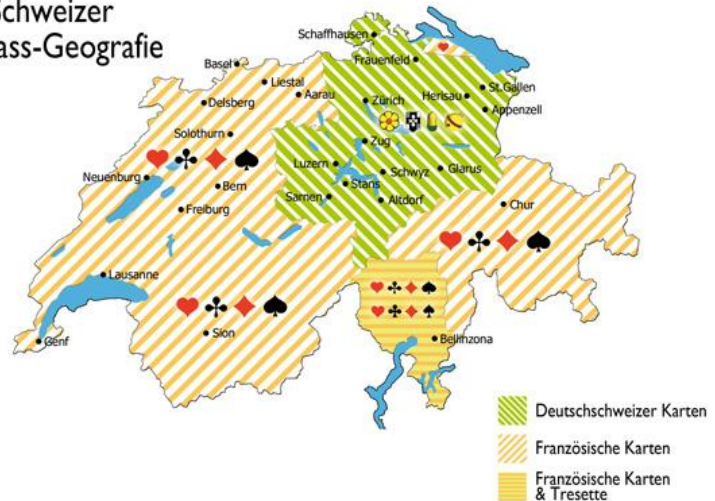 Schweizer
ass-Geografie
Schaffhausen
Basel
Frauenfeld
Liestal
St.Gallen
Aarau
Delsberg
Zürich
Herisau
Appenzell
Solothurn
Zug
Luzern
Schwyz
Glarus
Neuenburg
Bern
Stans
Sarnen
Altdorf
Chur
Freiburg
Lausanne
Sion
Genf
Bellinzona
Deutschschweizer Karten
Französische Karten
Französische Karten
& Tresette